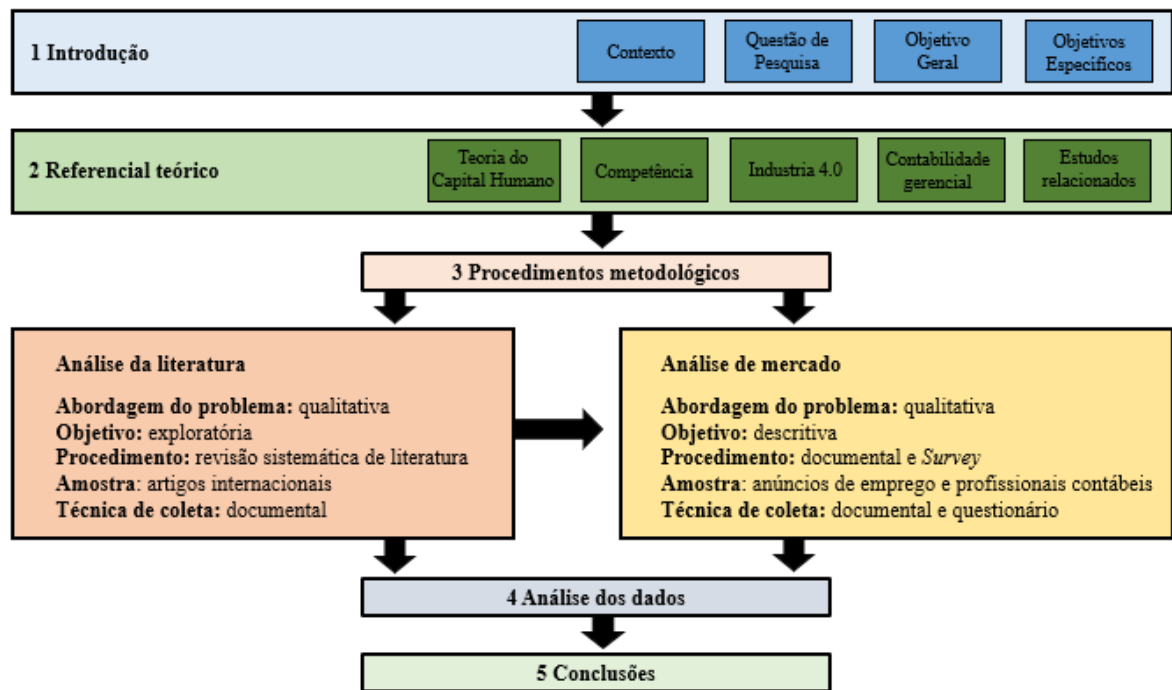 1 Introdução
Contexto
Questão de
Pesquisa
Objetivo
Geral
Objetivos
Específicos
2 Referencial teórico
Teoria do
Capital Humano
Competência
Industria 4.0
Contabilidade
gerencial
Estudos
relacionados
3 Procedimentos metodológicos
Análise da literatura
Abordagem do problema: qualitativa
Objetivo: exploratória
Procedimento: revisão sistemática de literatura
Amostra: artigos internacionais
Técnica de coleta: documental
Análise de mercado
Abordagem do problema: qualitativa
Objetivo: descritiva
Procedimento: documental e Survey
Amostra: anúncios de emprego e profissionais contábeis
Técnica de coleta: documental e questionário
4 Análise dos dados
5 Conclusões